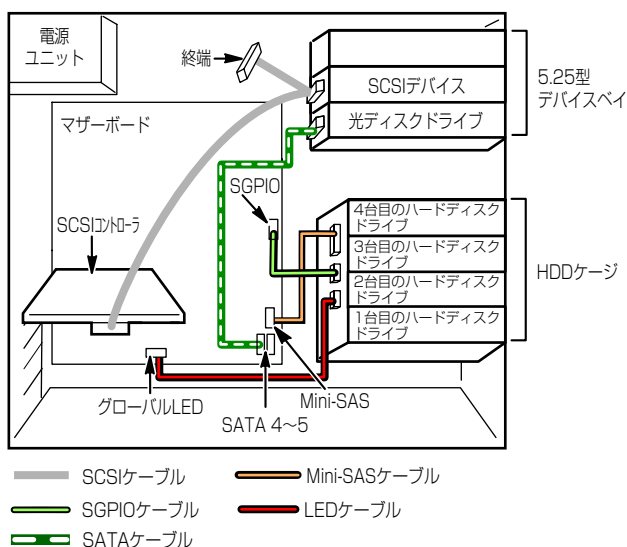 電源
ユニット
終端
SCSIデバイス
光ディスクドライブ
5.25型
デバイスベイ
マザーボード
SGPIO
SCSIコントローラ
4台目のハードディスク
ドライブ
3台目のハードディスク
ドライブ
2台目のハードディスク
ドライブ
1台目のハードディスク
ドライブ
HDDケージ
グローバルLED
Mini-SAS
SATA 4～5
SCSIケーブル
Mini-SASケーブル
SGPIOケーブル
LEDケーブル
SATAケーブル